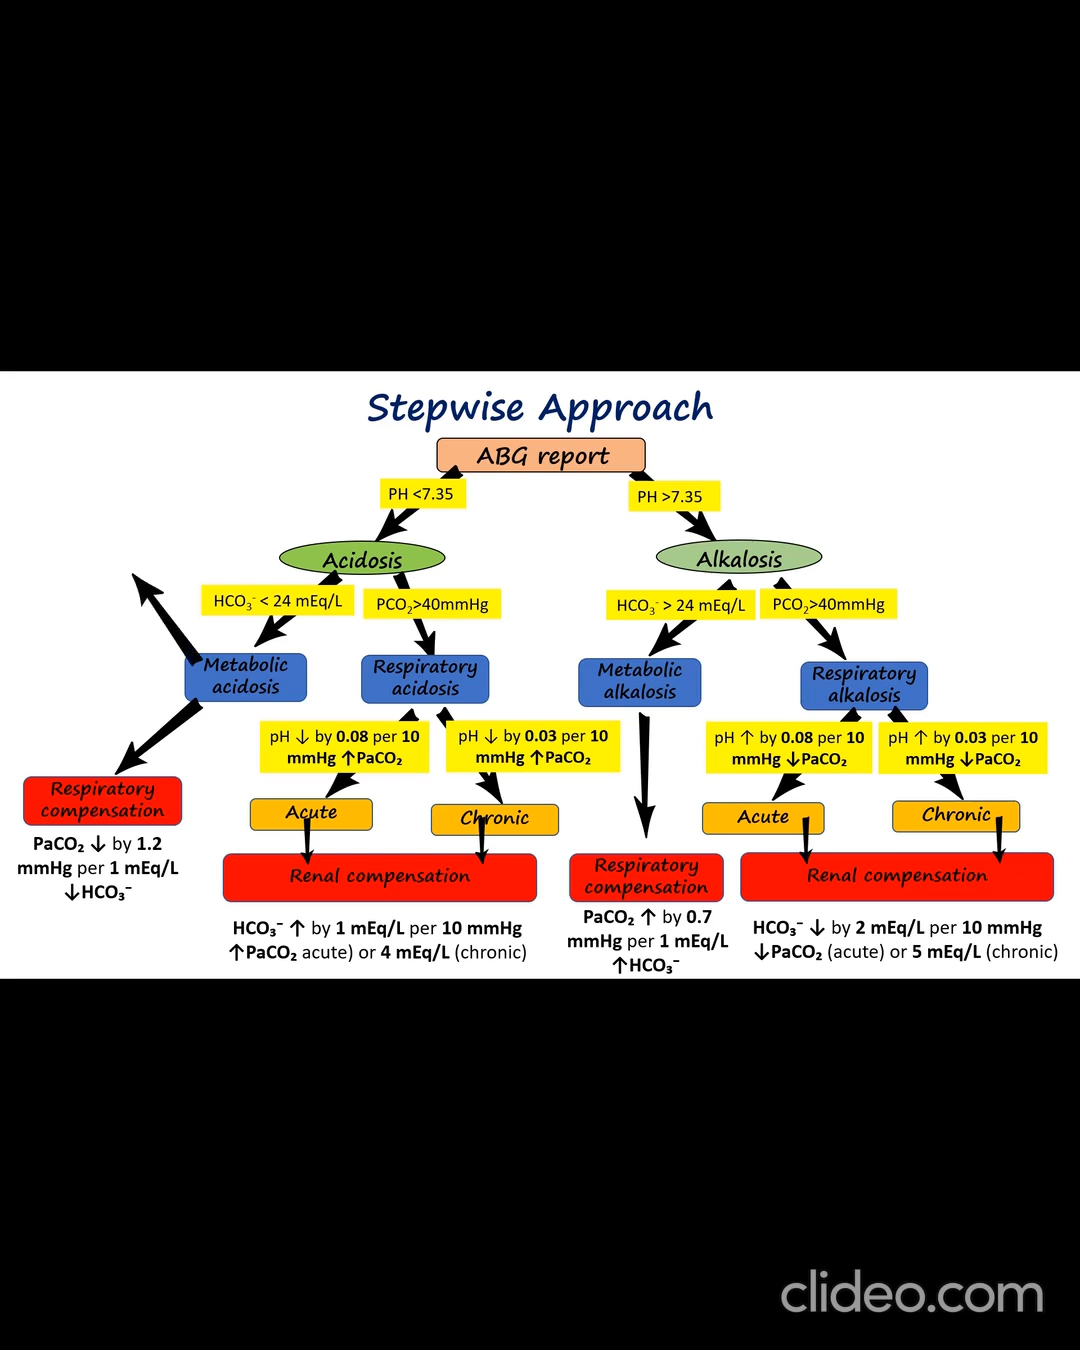 Stepwise Approach
ABG report
PH <7.35
PH >7.35
Acidosis
Alkalosis
HCO₃⁻ < 24 mEq/L
PCO₂>40mmHg
HCO₃⁻ > 24 mEq/L
PCO₂>40mmHg
Metabolic
acidosis
Respiratory
acidosis
Metabolic
alkalosis
Respiratory
alkalosis
pH ↓ by 0.08 per 10
mmHg ↑PaCO₂
pH ↓ by 0.03 per 10
mmHg ↑PaCO₂
pH ↑ by 0.08 per 10
mmHg ↓PaCO₂
pH ↑ by 0.03 per 10
mmHg ↓PaCO₂
Respiratory
compensation
PaCO₂ ↓ by 1.2
mmHg per 1 mEq/L
↓HCO₃⁻
Acute
Chronic
Acute
Chronic
Renal compensation
HCO₃⁻ ↑ by 1 mEq/L per 10 mmHg
↑PaCO₂ acute) or 4 mEq/L (chronic)
Respiratory
compensation
PaCO₂ ↑ by 0.7
mmHg per 1 mEq/L
↑HCO₃⁻
Renal compensation
HCO₃⁻ ↓ by 2 mEq/L per 10 mmHg
↓PaCO₂ (acute) or 5 mEq/L (chronic)
clideo.com